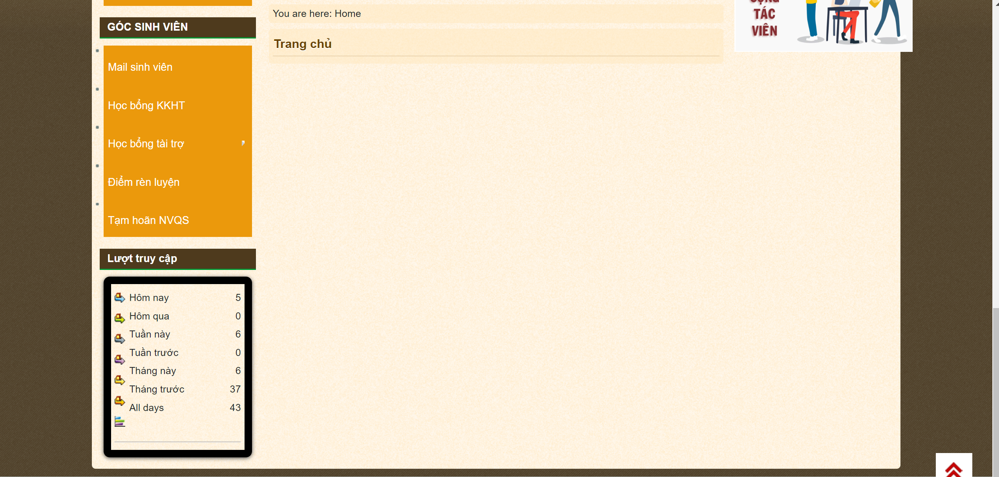 GÓC SINH VIÊN
Mail sinh viên
Học bổng KKHT
Học bổng tài trợ
Điểm rèn luyện
Tạm hoãn NVQS
Lượt truy cập
Hôm nay 5
Hôm qua 0
Tuần này 6
Tuần trước 0
Tháng này 6
Tháng trước 37
All days 43
You are here: Home
Trang chủ
TÁC
VIÊN